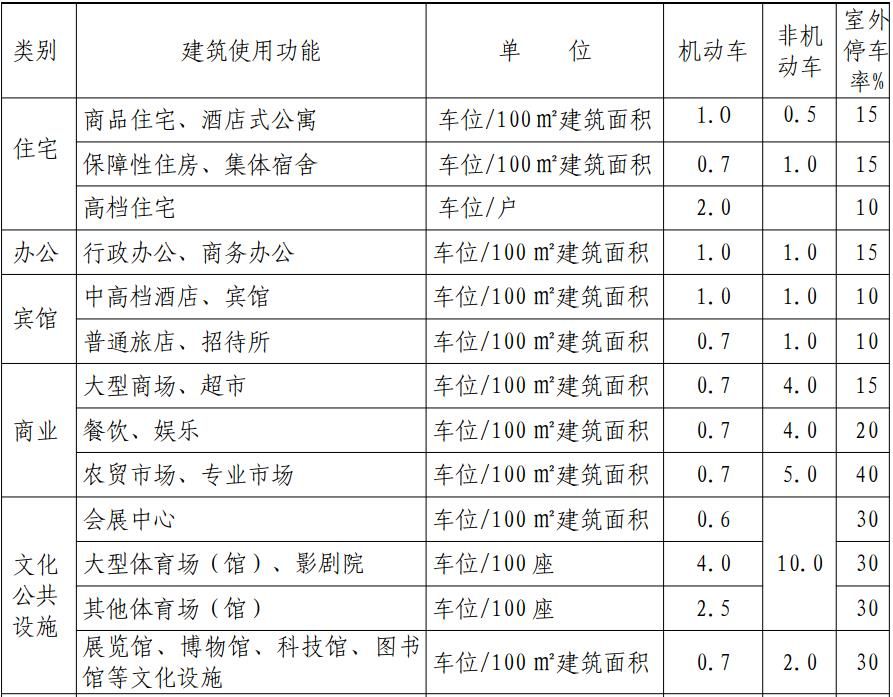 类别 建筑使用功能 单 位 机动车 非机动车 室外停车率%
住宅 商品住宅、酒店式公寓 车位/100㎡建筑面积 1.0 0.5 15
保障性住房、集体宿舍 车位/100㎡建筑面积 0.7 1.0 15
高档住宅 车位/户 2.0 10
办公 行政办公、商务办公 车位/100㎡建筑面积 1.0 1.0 15
宾馆 中高档酒店、宾馆 车位/100㎡建筑面积 1.0 1.0 10
普通旅店、招待所 车位/100㎡建筑面积 0.7 1.0 10
商业 大型商场、超市 车位/100㎡建筑面积 0.7 4.0 15
餐饮、娱乐 车位/100㎡建筑面积 0.7 4.0 20
农贸市场、专业市场 车位/100㎡建筑面积 0.7 5.0 40
文化公共设施 会展中心 车位/100㎡建筑面积 0.6 10.0 30
大型体育场（馆）、影剧院 车位/100座 4.0 30
其他体育场（馆） 车位/100座 2.5 30
展览馆、博物馆、科技馆、图书馆等文化设施 车位/100㎡建筑面积 0.7 2.0 30